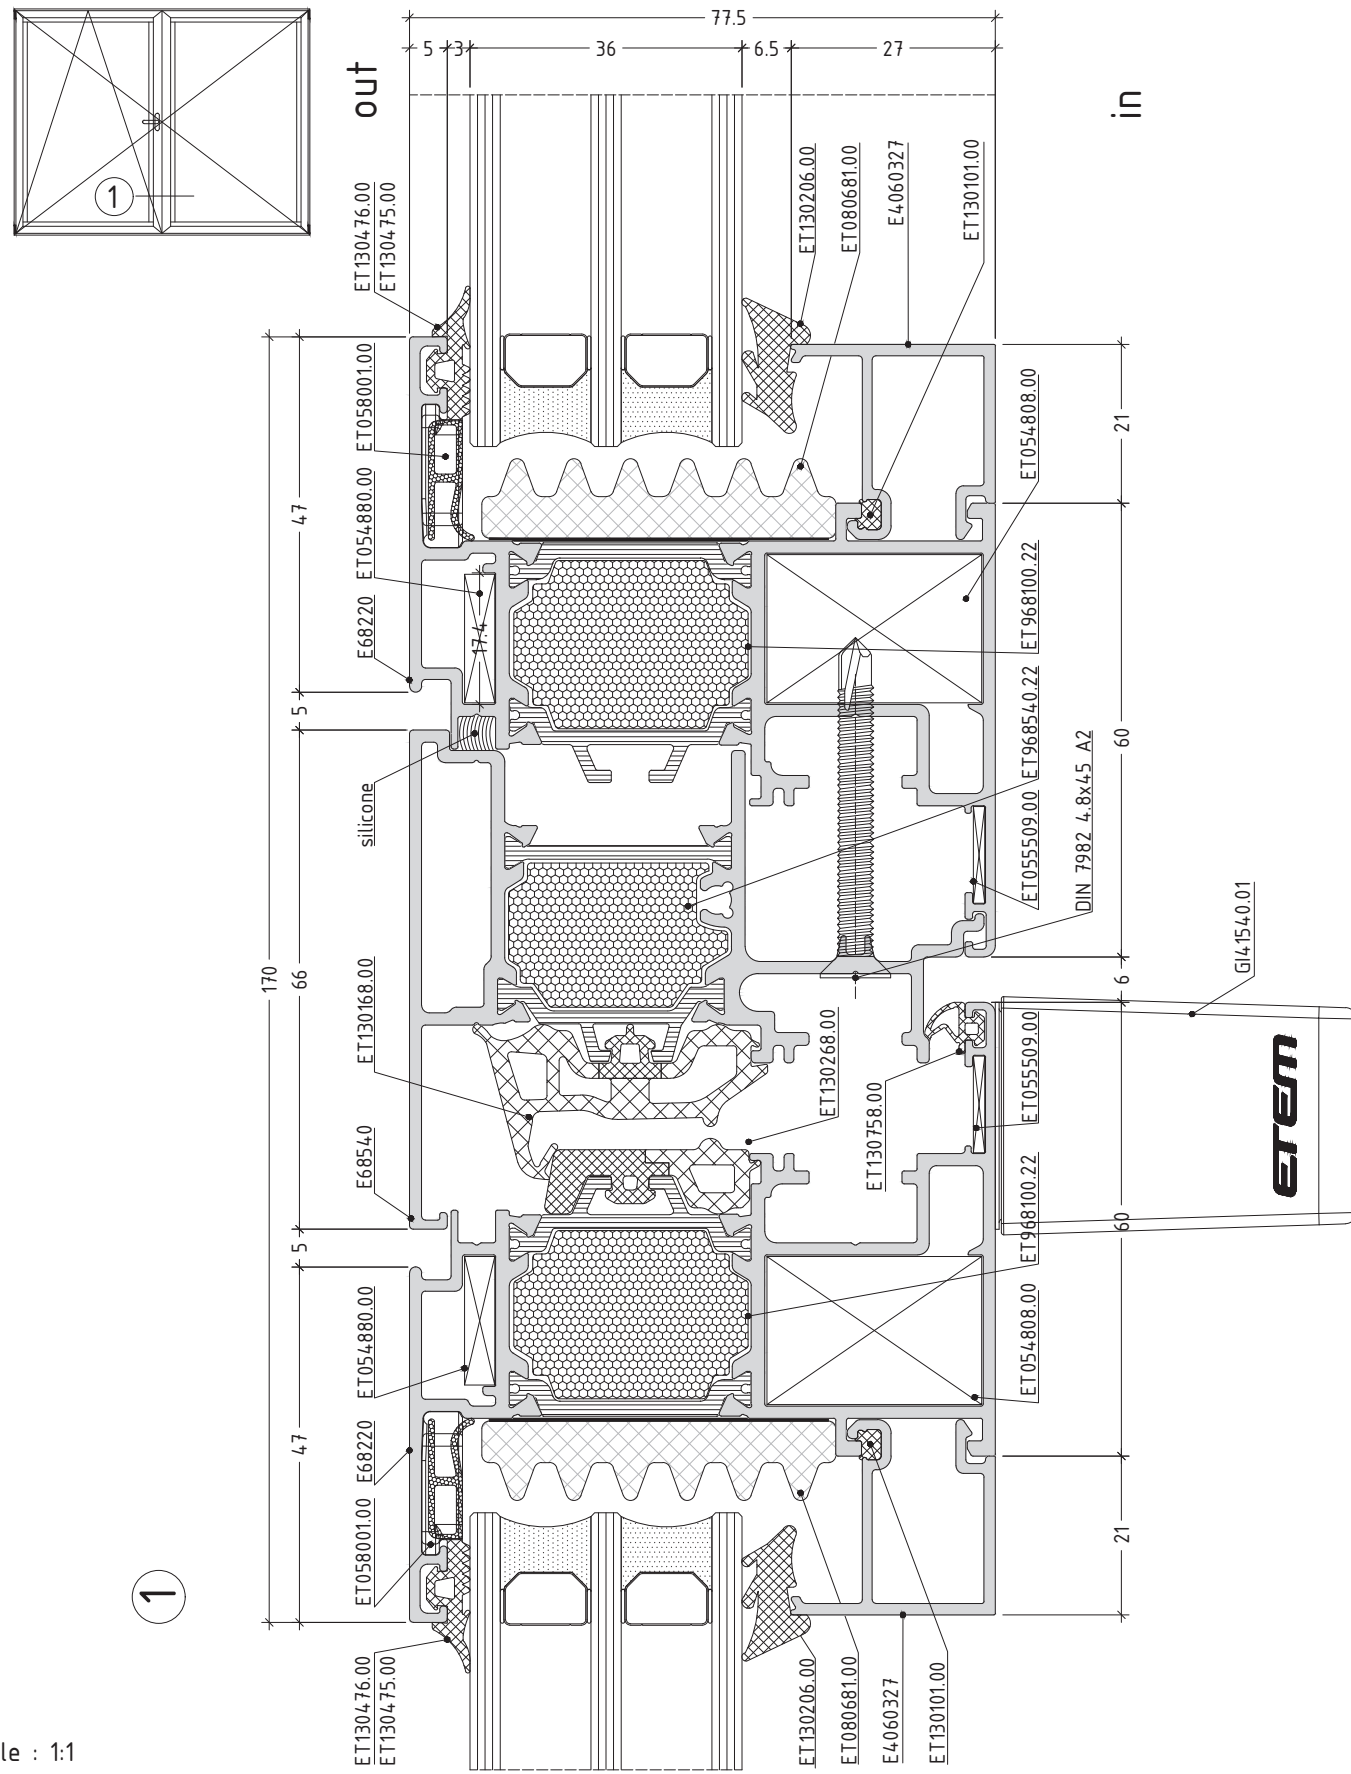 77.5
5
3
36
6.5
27
out
in
1
ET130476.00
ET130475.00
ET058001.00
ET054880.00
E68220
silicone
ET130168.00
E68540
ET054880.00
E68220
ET058001.00
ET130476.00
ET130475.00
170
47
5
66
5
47
17.4
ET130206.00
ET080681.00
E4060327
ET130101.00
21
ET054808.00
ET968100.22
ET968540.22
60
DIN 7982 4.8x45 A2
ET055509.00
GI41540.01
6
ET130268.00
ET130758.00
ET055509.00
ETEM
ET968100.22
60
ET054808.00
21
ET130206.00
ET080681.00
E4060327
ET130101.00
1
le : 1:1